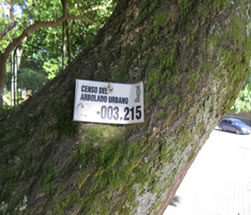 CENSO DEL
ARBOLADO URBANO
-003.215